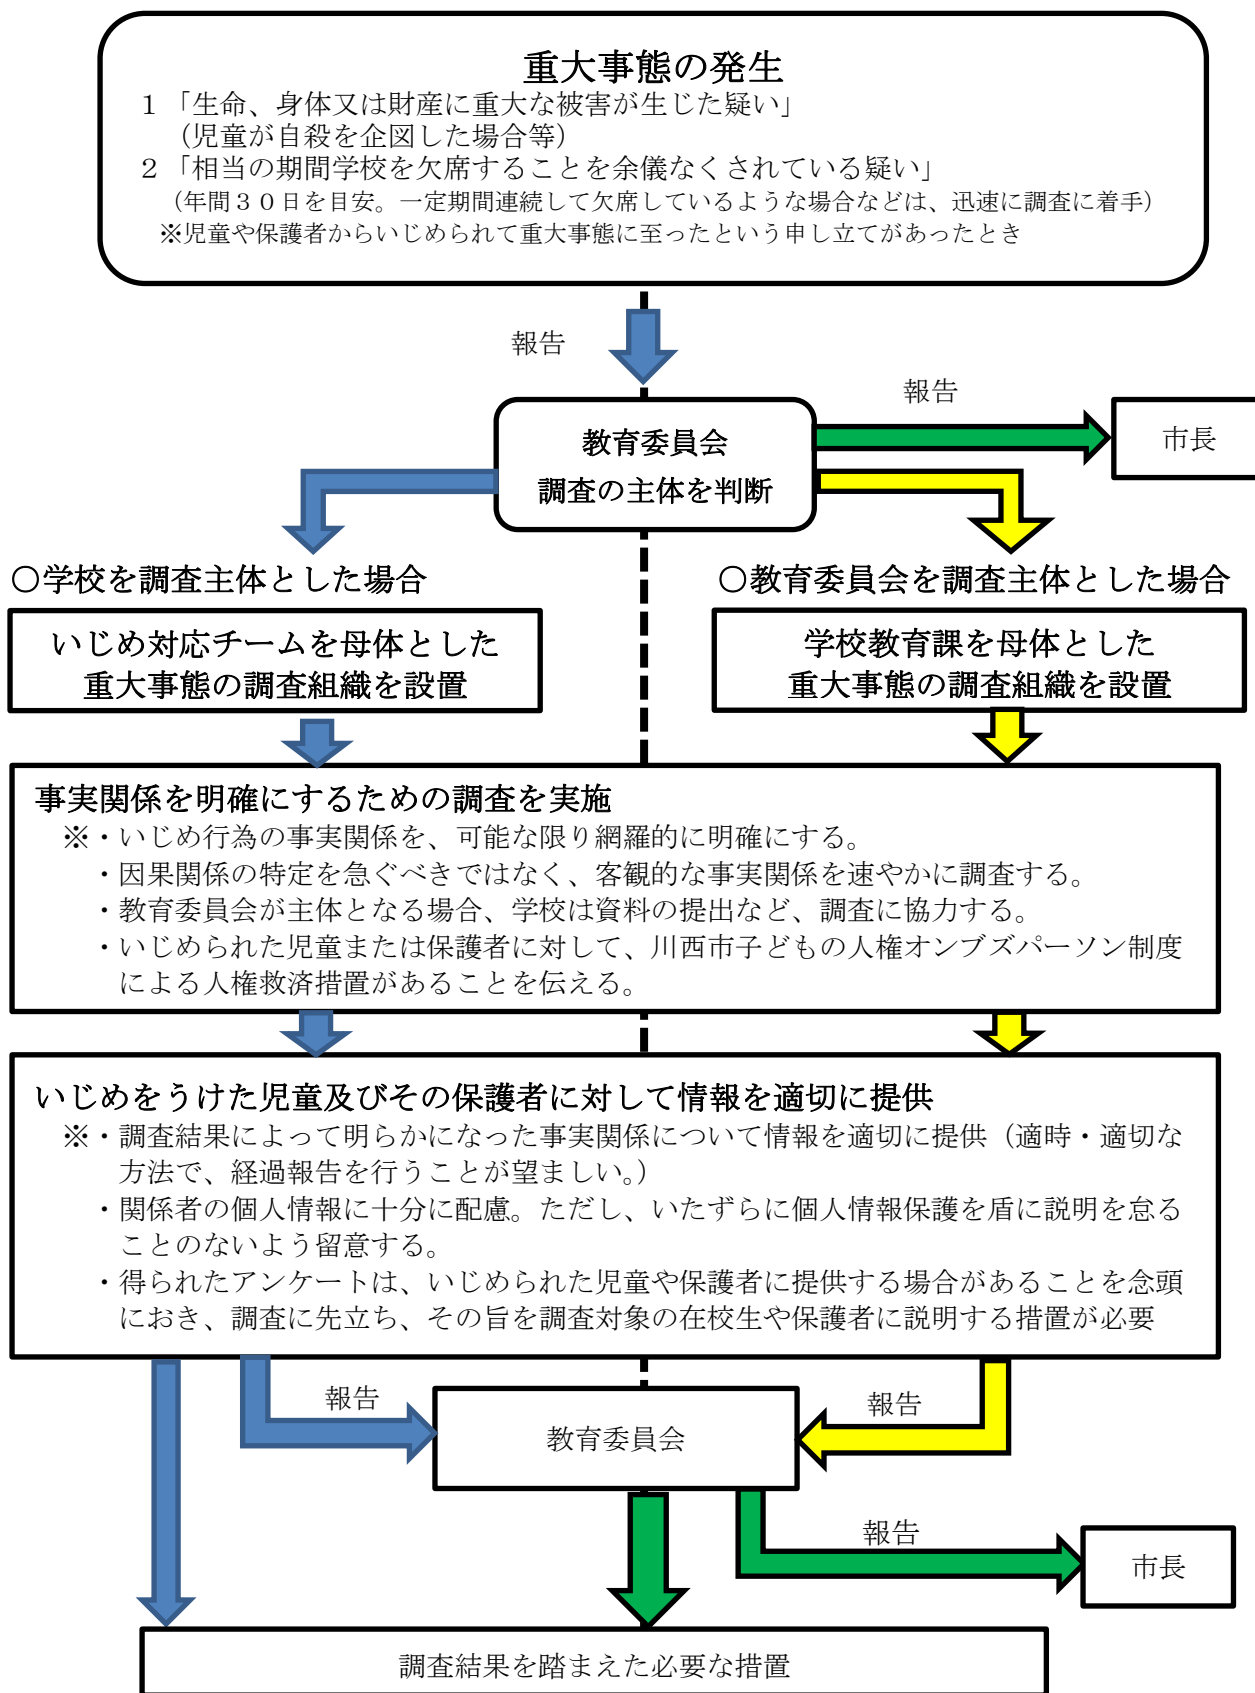 重大事態の発生
１「生命、身体又は財産に重大な被害が生じた疑い」
（児童が自殺を企図した場合等）
２「相当の期間学校を欠席することを余儀なくされている疑い」
（年間３０日を目安。一定期間連続して欠席しているような場合などは、迅速に調査に着手）
※児童や保護者からいじめられて重大事態に至ったという申し立てがあったとき
報告
報告
教育委員会
調査の主体を判断
市長
○学校を調査主体とした場合
○教育委員会を調査主体とした場合
いじめ対応チームを母体とした
重大事態の調査組織を設置
学校教育課を母体とした
重大事態の調査組織を設置
事実関係を明確にするための調査を実施
※・いじめ行為の事実関係を、可能な限り網羅的に明確にする。
・因果関係の特定を急ぐべきではなく、客観的な事実関係を速やかに調査する。
・教育委員会が主体となる場合、学校は資料の提出など、調査に協力する。
・いじめられた児童または保護者に対して、川西市子どもの人権オンブズパーソン制度
による人権救済措置があることを伝える。
いじめをうけた児童及びその保護者に対して情報を適切に提供
※・調査結果によって明らかになった事実関係について情報を適切に提供（適時・適切な
方法で、経過報告を行うことが望ましい。）
・関係者の個人情報に十分に配慮。ただし、いたずらに個人情報保護を盾に説明を怠る
ことのないよう留意する。
・得られたアンケートは、いじめられた児童や保護者に提供する場合があることを念頭
におき、調査に先立ち、その旨を調査対象の在校生や保護者に説明する措置が必要
報告
報告
教育委員会
報告
市長
調査結果を踏まえた必要な措置